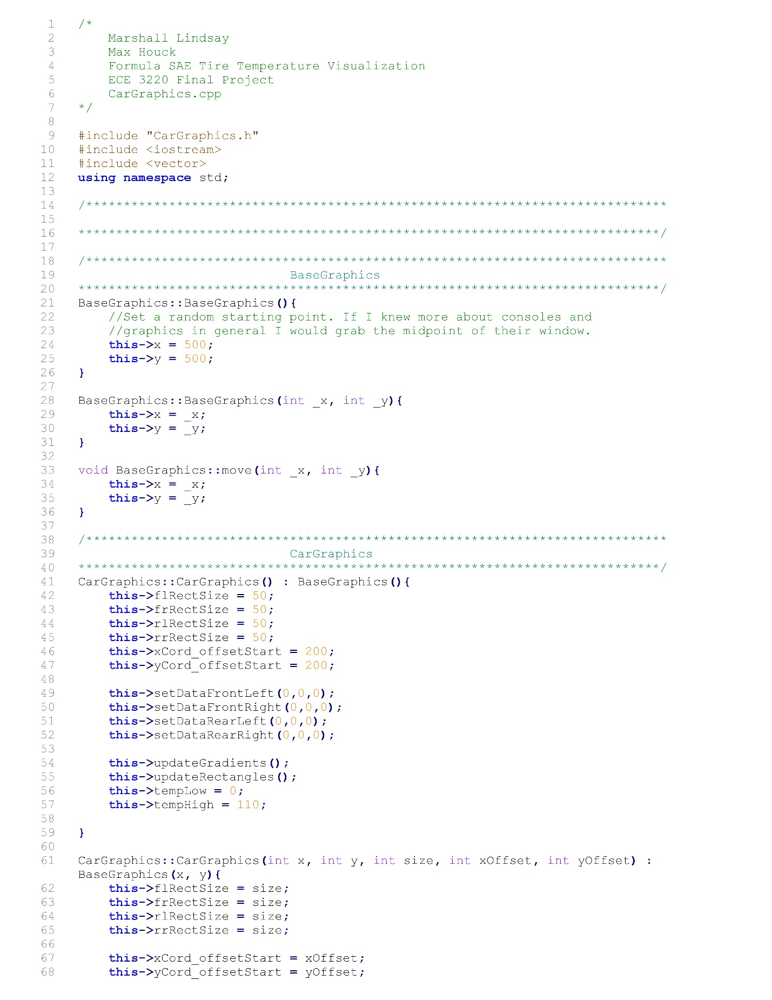 1 /*
2 Marshall Lindsay
3 Max Houck
4 Formula SAE Tire Temperature Visualization
5 ECE 3220 Final Project
6 CarGraphics.cpp
7 */
8
9 #include "CarGraphics.h"
10 #include <iostream>
11 #include <vector>
12 using namespace std;
13
14 /*****************************************************************************
15
16 *****************************************************************************/
17
18 /*****************************************************************************
19 BaseGraphics
20 *****************************************************************************/
21 BaseGraphics::BaseGraphics(){
22 //Set a random starting point. If I knew more about consoles and
23 //graphics in general I would grab the midpoint of their window.
24 this->x = 500;
25 this->y = 500;
26 }
27
28 BaseGraphics::BaseGraphics(int _x, int _y){
29 this->x = _x;
30 this->y = _y;
31 }
32
33 void BaseGraphics::move(int _x, int _y){
34 this->x = _x;
35 this->y = _y;
36 }
37
38 /*****************************************************************************
39 CarGraphics
40 *****************************************************************************/
41 CarGraphics::CarGraphics() : BaseGraphics(){
42 this->flRectSize = 50;
43 this->frRectSize = 50;
44 this->rlRectSize = 50;
45 this->rrRectSize = 50;
46 this->xCord_offsetStart = 200;
47 this->yCord_offsetStart = 200;
48
49 this->setDataFrontLeft(0,0,0);
50 this->setDataFrontRight(0,0,0);
51 this->setDataRearLeft(0,0,0);
52 this->setDataRearRight(0,0,0);
53
54 this->updateGradients();
55 this->updateRectangles();
56 this->tempLow = 0;
57 this->tempHigh = 110;
58
59 }
60
61 CarGraphics::CarGraphics(int x, int y, int size, int xOffset, int yOffset) :
BaseGraphics(x, y){
62 this->flRectSize = size;
63 this->frRectSize = size;
64 this->rlRectSize = size;
65 this->rrRectSize = size;
66
67 this->xCord_offsetStart = xOffset;
68 this->yCord_offsetStart = yOffset;